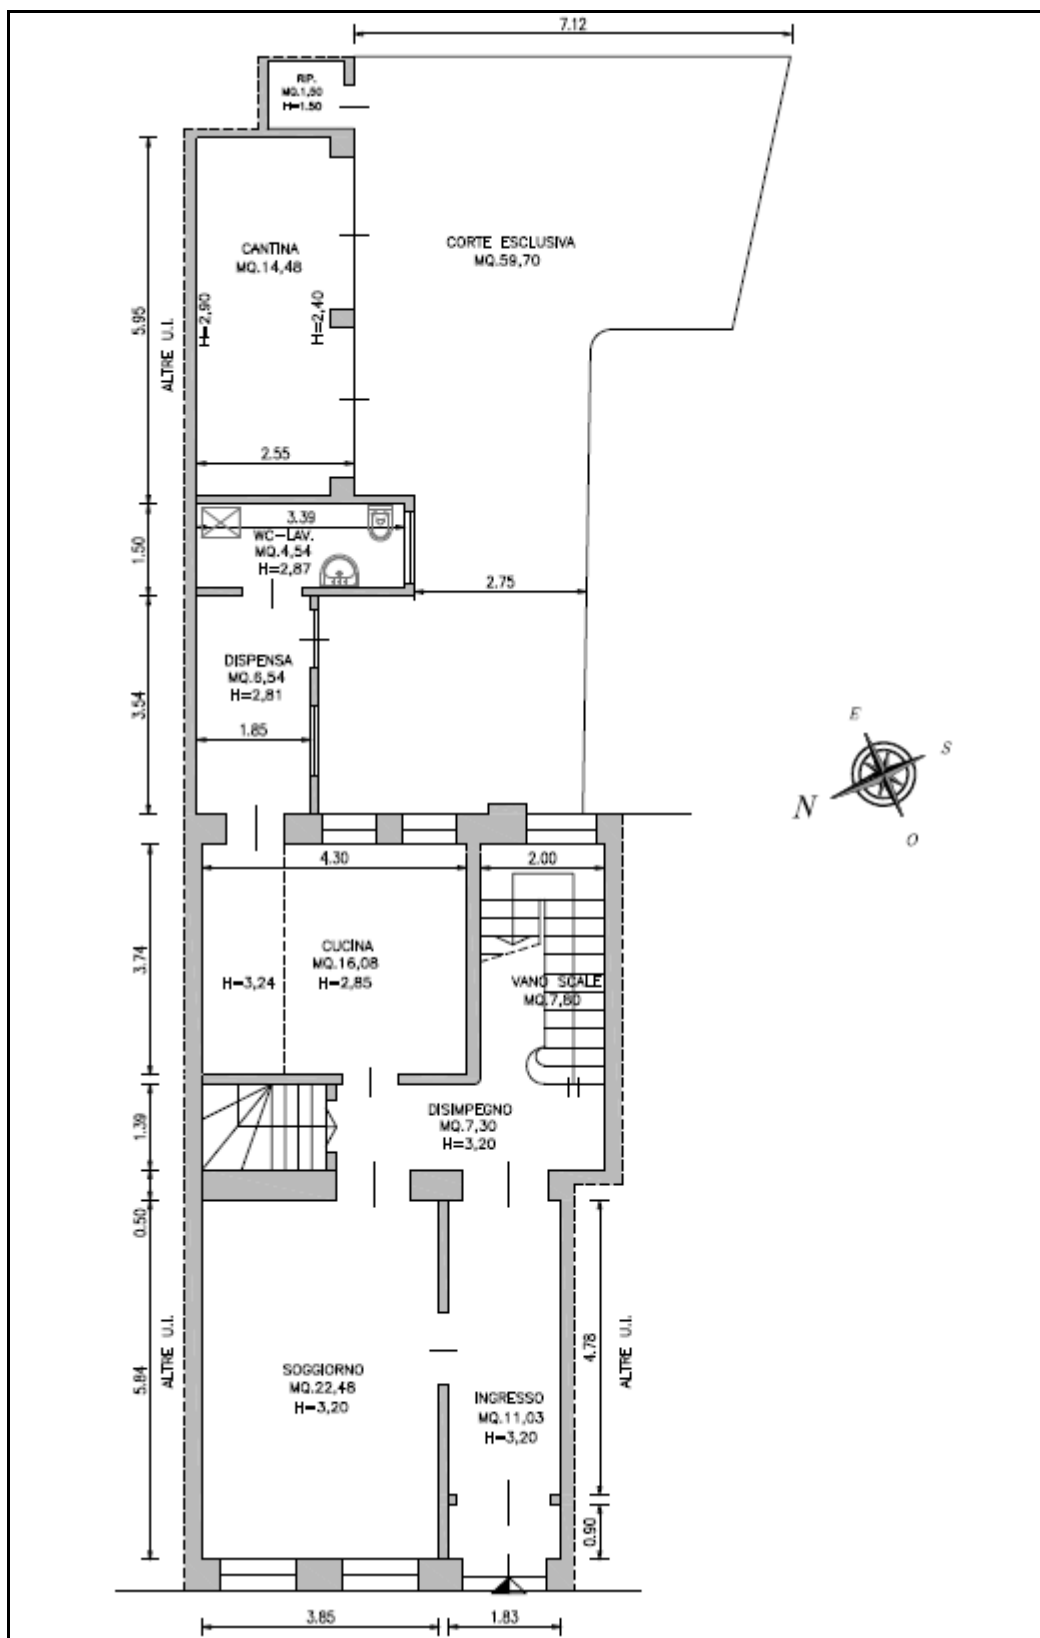 7.12
RIP.
MQ.1,50
H=1.50
CANTINA
MQ.14,48
CORTE ESCLUSIVA
MQ.59,70
H=2,90
H=2,40
5.95
ALTRE U.I.
2.55
3.39
WC-LAV.
MQ.4,54
H=2,87
1.50
2.75
DISPENSA
MQ.6,54
H=2,81
3.54
1.85
E
S
N
O
4.30
2.00
CUCINA
MQ.16,08
H=3,24
H=2,85
3.74
VANO SCALE
MQ.7,80
DISIMPEGNO
MQ.7,30
H=3,20
1.39
0.50
SOGGIORNO
MQ.22,48
H=3,20
5.84
ALTRE U.I.
INGRESSO
MQ.11,03
H=3,20
4.78
ALTRE U.I.
0.90
3.85
1.83